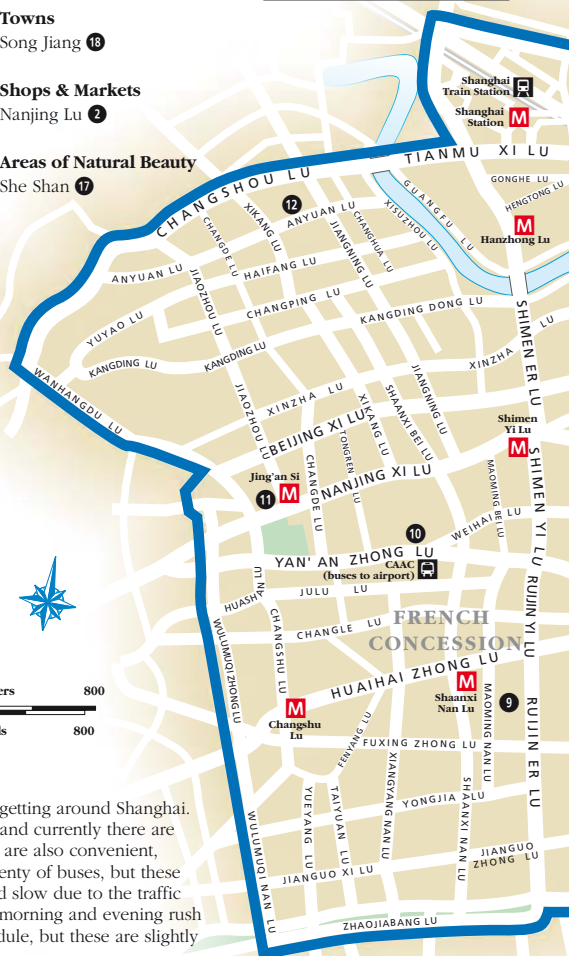 Towns
Song Jiang 18
Shops & Markets
Nanjing Lu 2
Areas of Natural Beauty
She Shan 17
Shanghai
Train Station
Shanghai
Station
M
TIANMU XI LU
GONGHE LU
HENGTONG LU
GUANGFU LU
M
Hanzhong Lu
CHANGSHOU LU
12
XIKANG LU
ANYUAN LU
CHANGDE LU
JIANGNING LU
CHANGHUA LU
XISUZHOU LU
ANYUAN LU
JIAOZHOU LU
HAIFANG LU
CHANGPING LU
KANGDING DONG LU
YUYAO LU
KANGDING LU
KANGDING LU
SHIMEN ER LU
XINZHA LU
WANHANGDU LU
JIAOZHOU LU
XINZHA LU
BEIJING XI LU
XIKANG LU
SHAANXI BEI LU
JIANGNING LU
Shimen
Yi Lu
M
TONGREN LU
CHANGDE LU
NANJING XI LU
Jing'an Si
11
M
MAOMING BEI LU
SHIMEN YI LU
10
WEIHAI LU
YAN' AN ZHONG LU
CAAC
(buses to airport)
HUASHAN LU
JULU LU
RUIJIN YI LU
WULUMUQI ZHONG LU
CHANGSHU LU
CHANGLE LU
FRENCH
CONCESSION
HUAIHAI ZHONG LU
M
Shaanxi
Nan Lu
MAOMING NAN LU
9
M
Changshu
Lu
RUIJIN ER LU
FENYANG LU
FUXING ZHONG LU
XIANGYANG NAN LU
SHAANXI NAN LU
YONGJIA LU
YUEYANG LU
TAIYUAN LU
WULUMUQI NAN LU
JIANGUO ZHONG LU
JIANGUO XI LU
ZHAOJIABANG LU
ers 800
ds 800
getting around Shanghai.
and currently there are
are also convenient,
enty of buses, but these
d slow due to the traffic
morning and evening rush
dule, but these are slightly